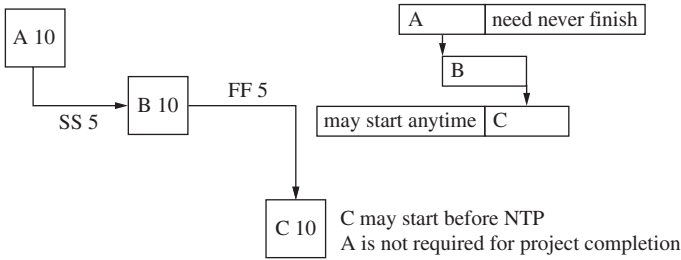 A 10
A
need never finish
B
B 10
FF 5
SS 5
may start anytime
C
C 10
C may start before NTP
A is not required for project completion